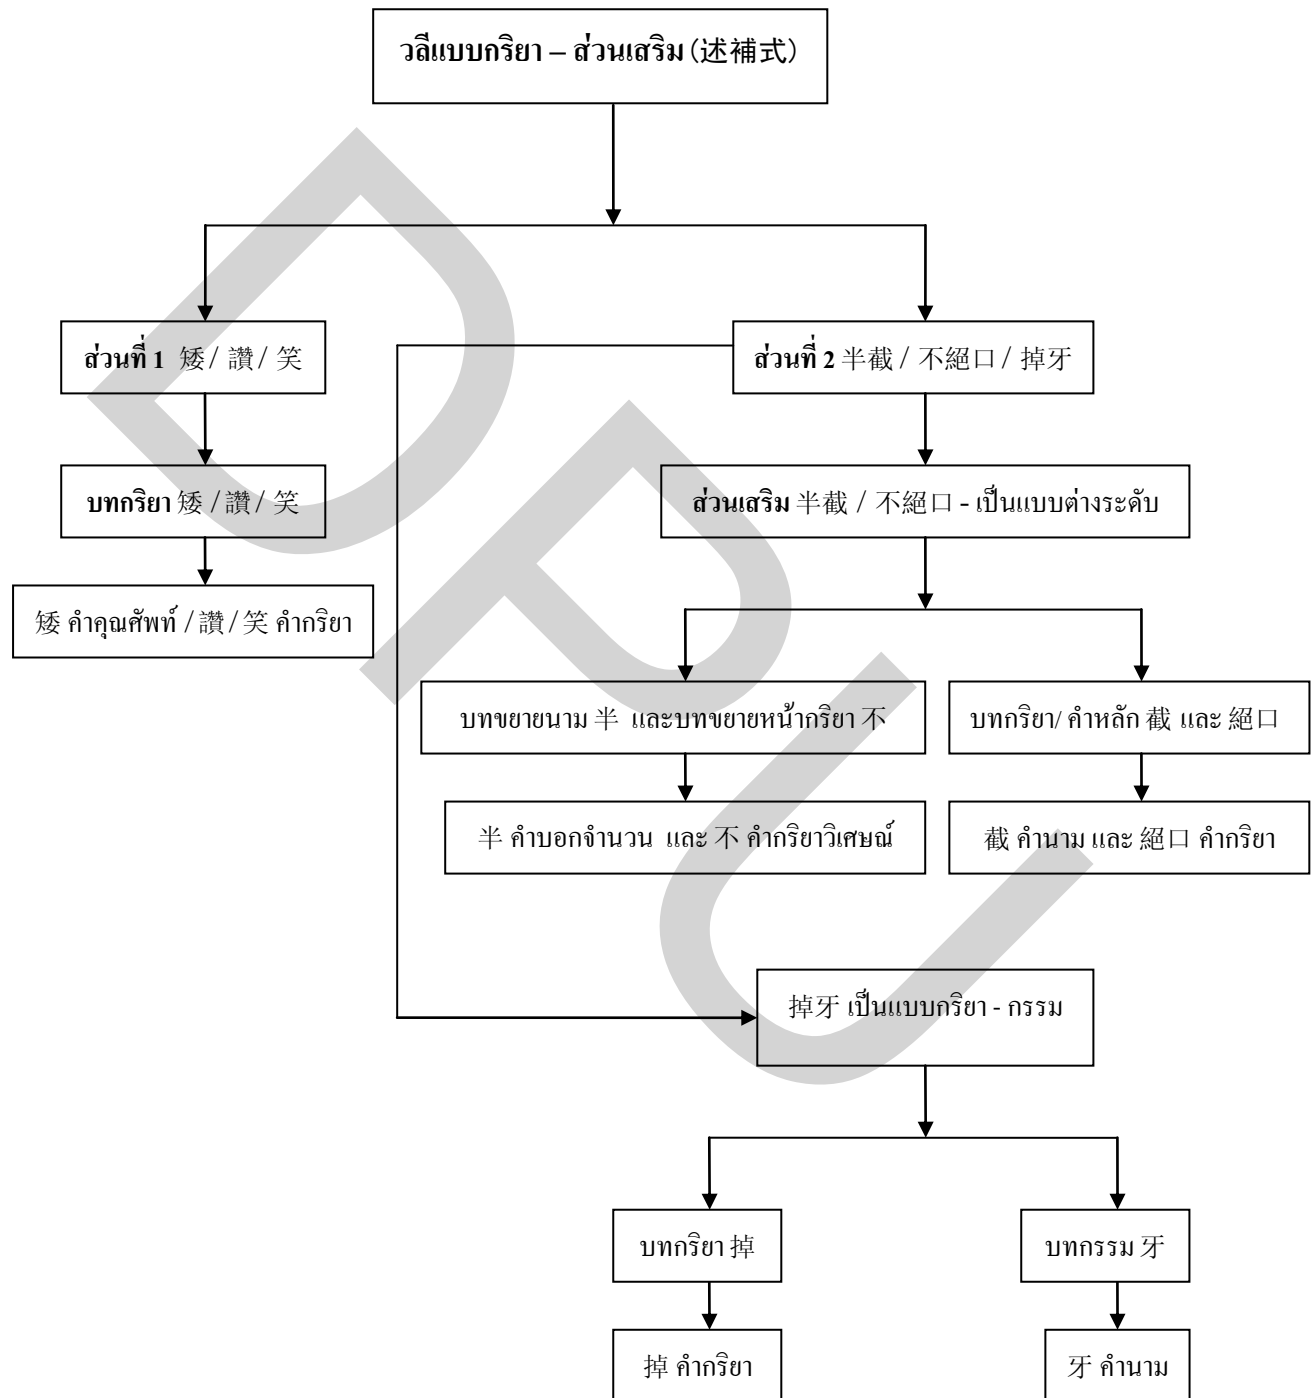 วลีแบบกริยา – ส่วนเสริม (述補式)
ส่วนที่ 1 矮 / 讚 / 笑
ส่วนที่ 2 半截 / 不絕口 / 掉牙
บทกริยา 矮 / 讚 / 笑
ส่วนเสริม 半截 / 不絕口 - เป็นแบบต่างระดับ
矮 คำคุณศัพท์ / 讚 / 笑 คำกริยา
บทขยายนาม 半 และบทขยายหน้ากริยา 不
บทกริยา/ คำหลัก 截 และ 絕口
半 คำบอกจำนวน และ 不 คำกริยาวิเศษณ์
截 คำนาม และ 絕口 คำกริยา
掉牙 เป็นแบบกริยา - กรรม
บทกริยา 掉
บทกรรม 牙
掉 คำกริยา
牙 คำนาม
DPU